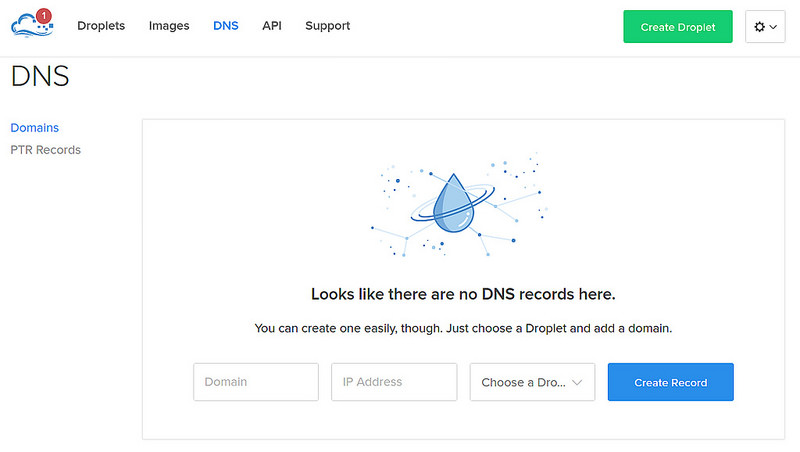 1
Droplets Images DNS API Support Create Droplet
DNS
Domains
PTR Records
Looks like there are no DNS records here.
You can create one easily, though. Just choose a Droplet and add a domain.
Domain IP Address Choose a Dro... Create Record